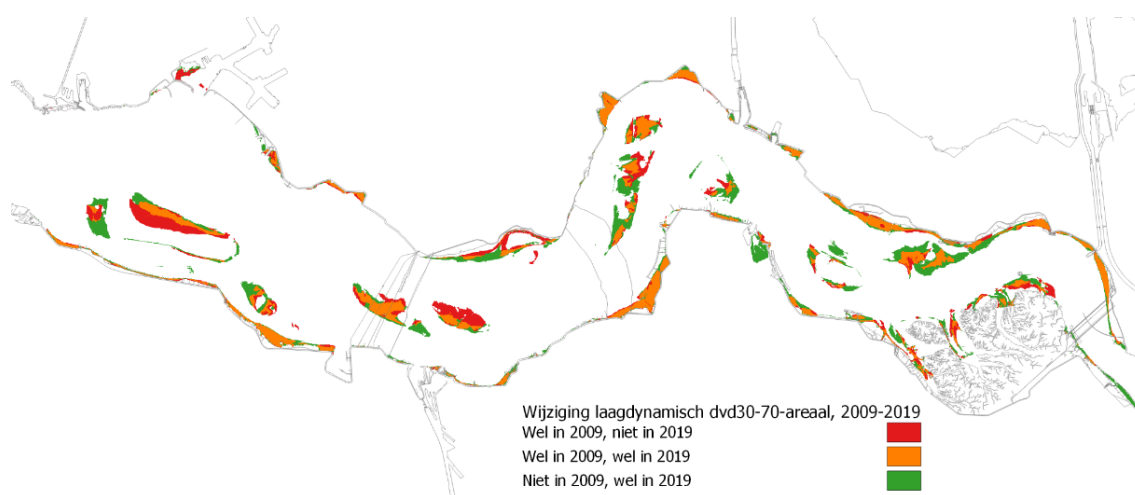 Wijziging laagdynamisch dvd30-70-areaal, 2009-2019
Wel in 2009, niet in 2019
Wel in 2009, wel in 2019
Niet in 2009, wel in 2019